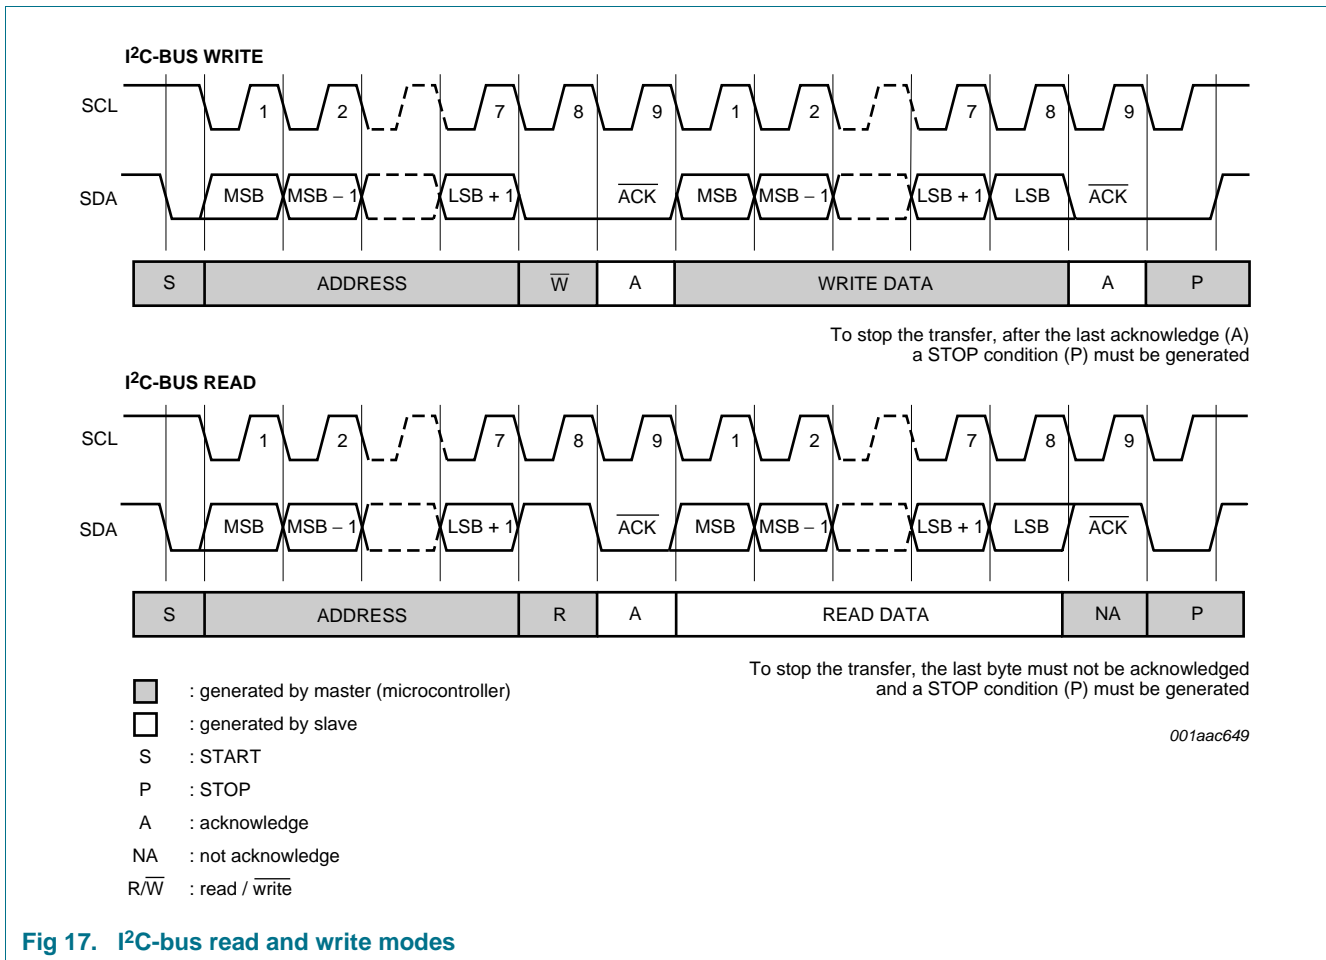 I²C-BUS WRITE
SCL 1 2 7 8 9 1 2 7 8 9
SDA MSB MSB − 1 LSB + 1 A̅C̅K̅ MSB MSB − 1 LSB + 1 LSB A̅C̅K̅
S ADDRESS W̅ A WRITE DATA A P
To stop the transfer, after the last acknowledge (A)
a STOP condition (P) must be generated
I²C-BUS READ
SCL 1 2 7 8 9 1 2 7 8 9
SDA MSB MSB − 1 LSB + 1 A̅C̅K̅ MSB MSB − 1 LSB + 1 LSB A̅C̅K̅
S ADDRESS R A READ DATA NA P
To stop the transfer, the last byte must not be acknowledged
and a STOP condition (P) must be generated
: generated by master (microcontroller)
: generated by slave
001aac649
S : START
P : STOP
A : acknowledge
NA : not acknowledge
R/W̅ : read / w̅r̅i̅t̅e̅
Fig 17. I²C-bus read and write modes